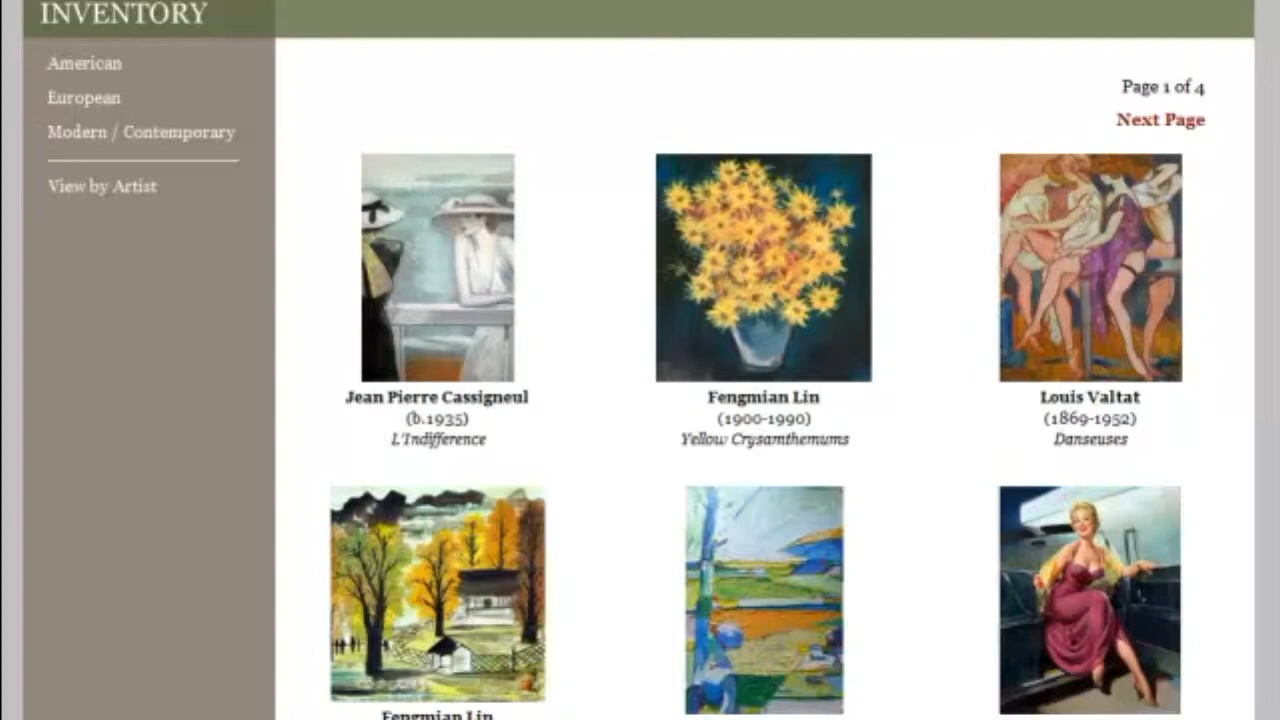 INVENTORY
American
European
Modern / Contemporary
View by Artist
Page 1 of 4
Next Page
Jean Pierre Cassigneul
(b.1935)
L'Indifference
Fengmian Lin
(1900-1990)
Yellow Crysamthemums
Louis Valtat
(1869-1952)
Danseuses
Fengmian Lin